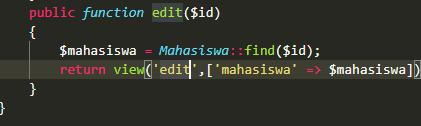 public function edit($id)
{
$mahasiswa = Mahasiswa::find($id);
return view('edit',['mahasiswa' => $mahasiswa])
}
}